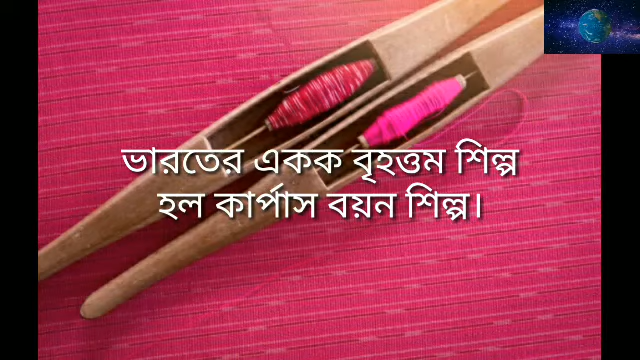 ভারতের একক বৃহত্তম শিল্প
হল কার্পাস বয়ন শিল্প।